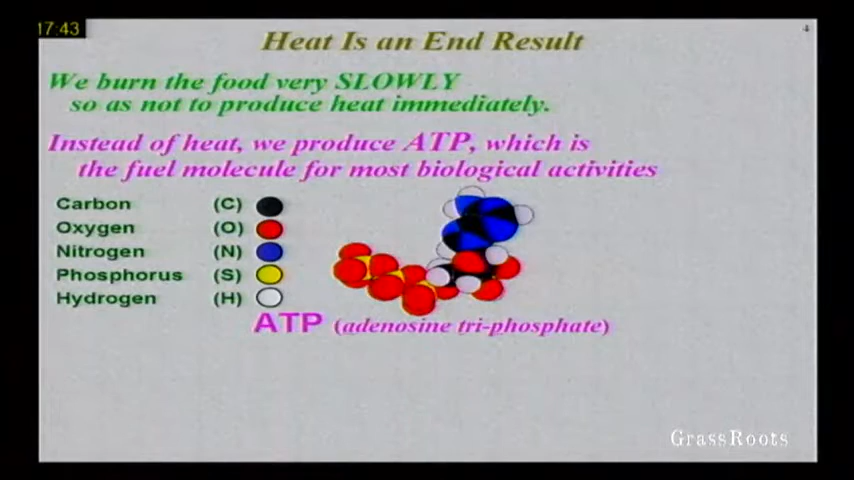 17:43
4
Heat Is an End Result
We burn the food very SLOWLY
so as not to produce heat immediately.
Instead of heat, we produce ATP, which is
the fuel molecule for most biological activities
Carbon (C)
Oxygen (O)
Nitrogen (N)
Phosphorus (S)
Hydrogen (H)
ATP (adenosine tri-phosphate)
GrassRoots